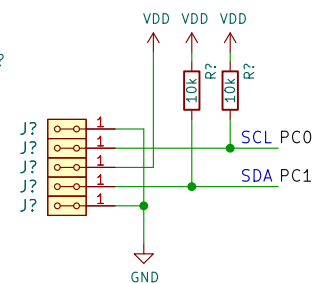 VDD VDD VDD
?
10k R? 10k R?
J? 1
J? 1 SCL PC0
J? 1
J? 1 SDA PC1
J? 1
GND